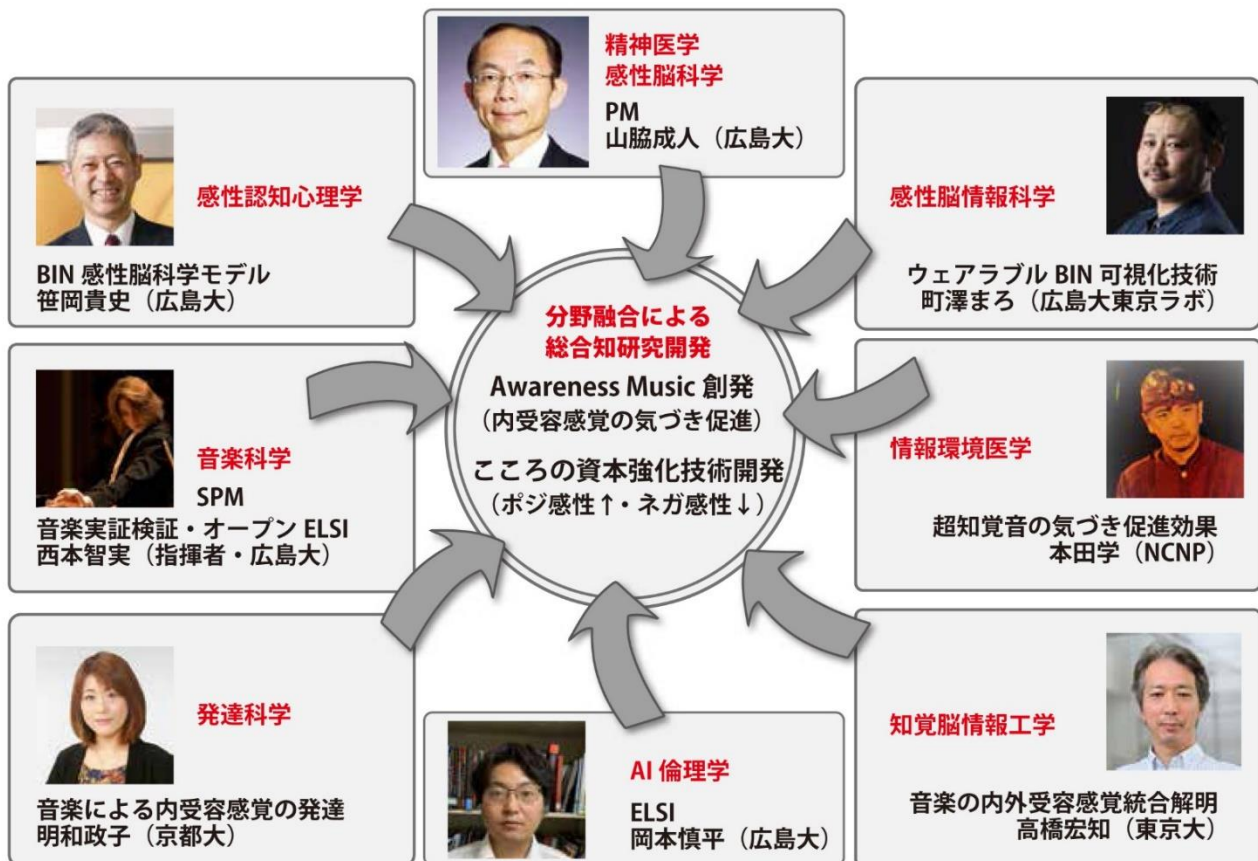 精神医学
感性脳科学
PM
山脇成人（広島大）
感性認知心理学
BIN 感性脳科学モデル
笹岡貴史（広島大）
感性脳情報科学
ウェアラブル BIN 可視化技術
町澤まろ（広島大東京ラボ）
分野融合による
総合知研究開発
Awareness Music 創発
（内受容感覚の気づき促進）
こころの資本強化技術開発
（ポジ感性↑・ネガ感性↓）
音楽科学
SPM
音楽実証検証・オープン ELSI
西本智実（指揮者・広島大）
情報環境医学
超知覚音の気づき促進効果
本田学（NCNP）
発達科学
音楽による内受容感覚の発達
明和政子（京都大）
AI 倫理学
ELSI
岡本慎平（広島大）
知覚脳情報工学
音楽の内外受容感覚統合解明
高橋宏知（東京大）